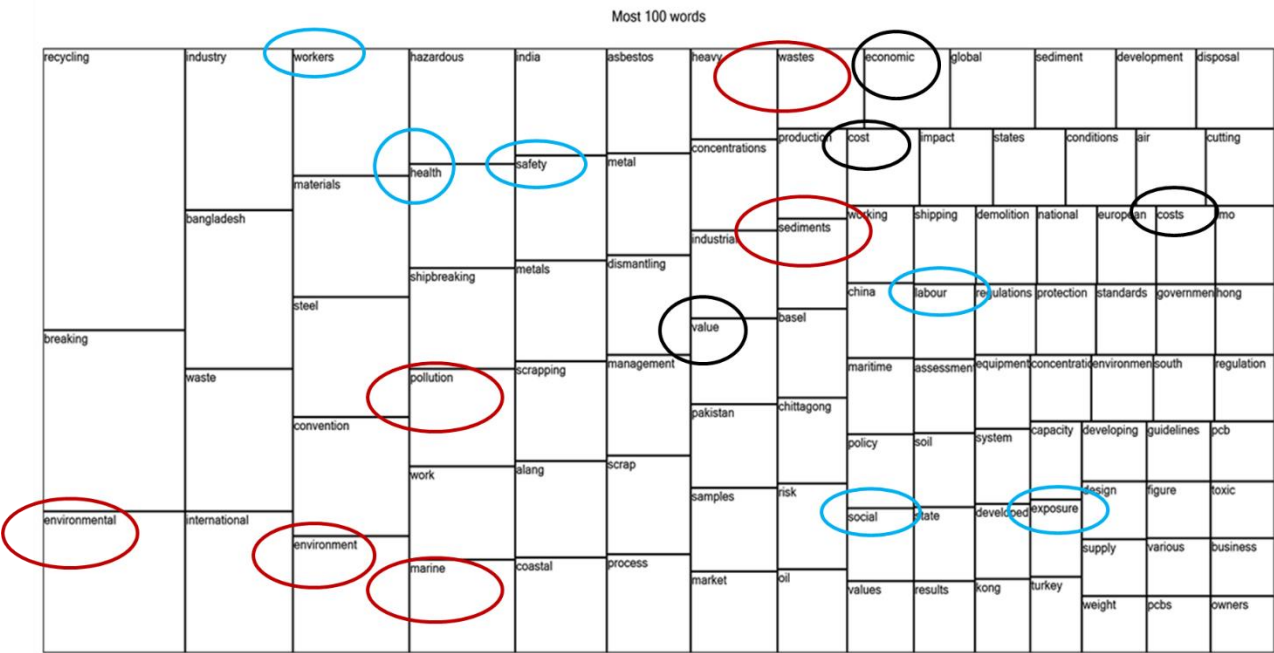 Most 100 words
recycling
breaking
environmental
industry
bangladesh
waste
international
workers
materials
steel
convention
environment
hazardous
health
shipbreaking
pollution
work
marine
india
safety
metals
scrapping
alang
coastal
asbestos
metal
dismantling
management
scrap
process
heavy
concentrations
industrial
value
pakistan
samples
market
wastes
economic
global
sediment
development
disposal
production
cost
impact
states
conditions
air
cutting
sediments
basel
chittagong
risk
oil
working
shipping
demolition
national
european
costs
imo
china
labour
regulations
protection
standards
governmen
hong
maritime
assessmen
equipment
concentrati
environmen
south
regulation
policy
soil
system
capacity
developing
guidelines
pcb
design
figure
toxic
social
state
developed
exposure
supply
various
business
values
results
kong
turkey
weight
pcbs
owners